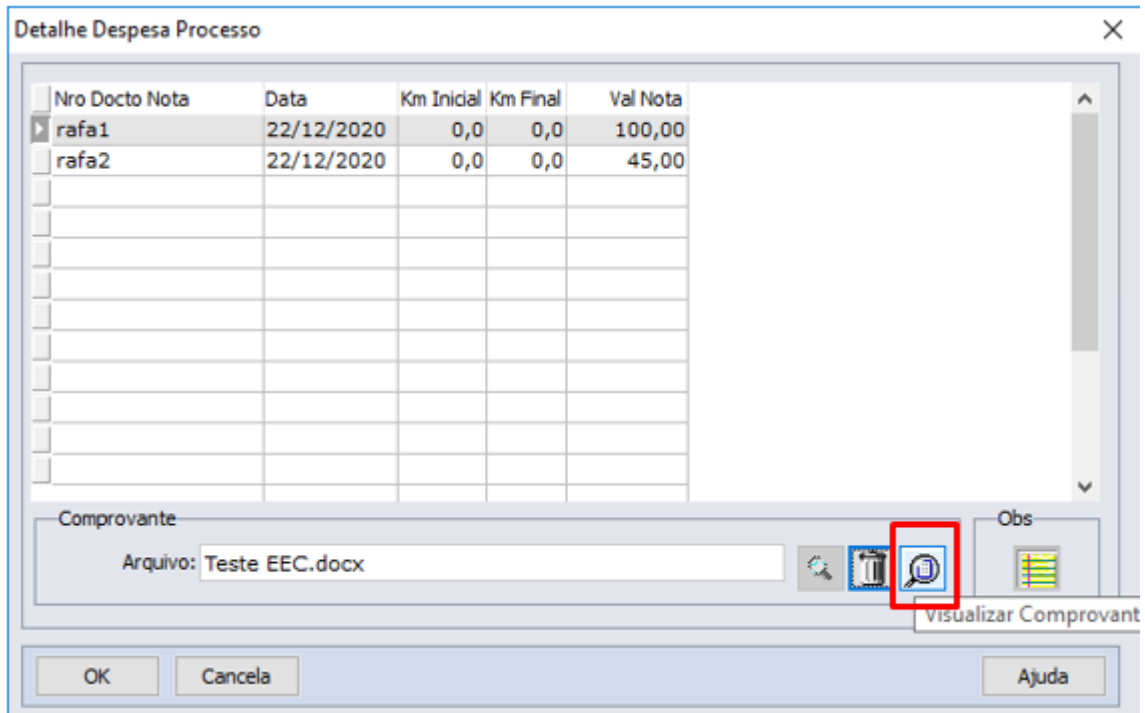 Detalhe Despesa Processo
Nro Docto Nota Data Km Inicial Km Final Val Nota
rafa1 22/12/2020 0,0 0,0 100,00
rafa2 22/12/2020 0,0 0,0 45,00
Comprovante Obs
Arquivo: Teste EEC.docx
Visualizar Comprovant
OK Cancela Ajuda